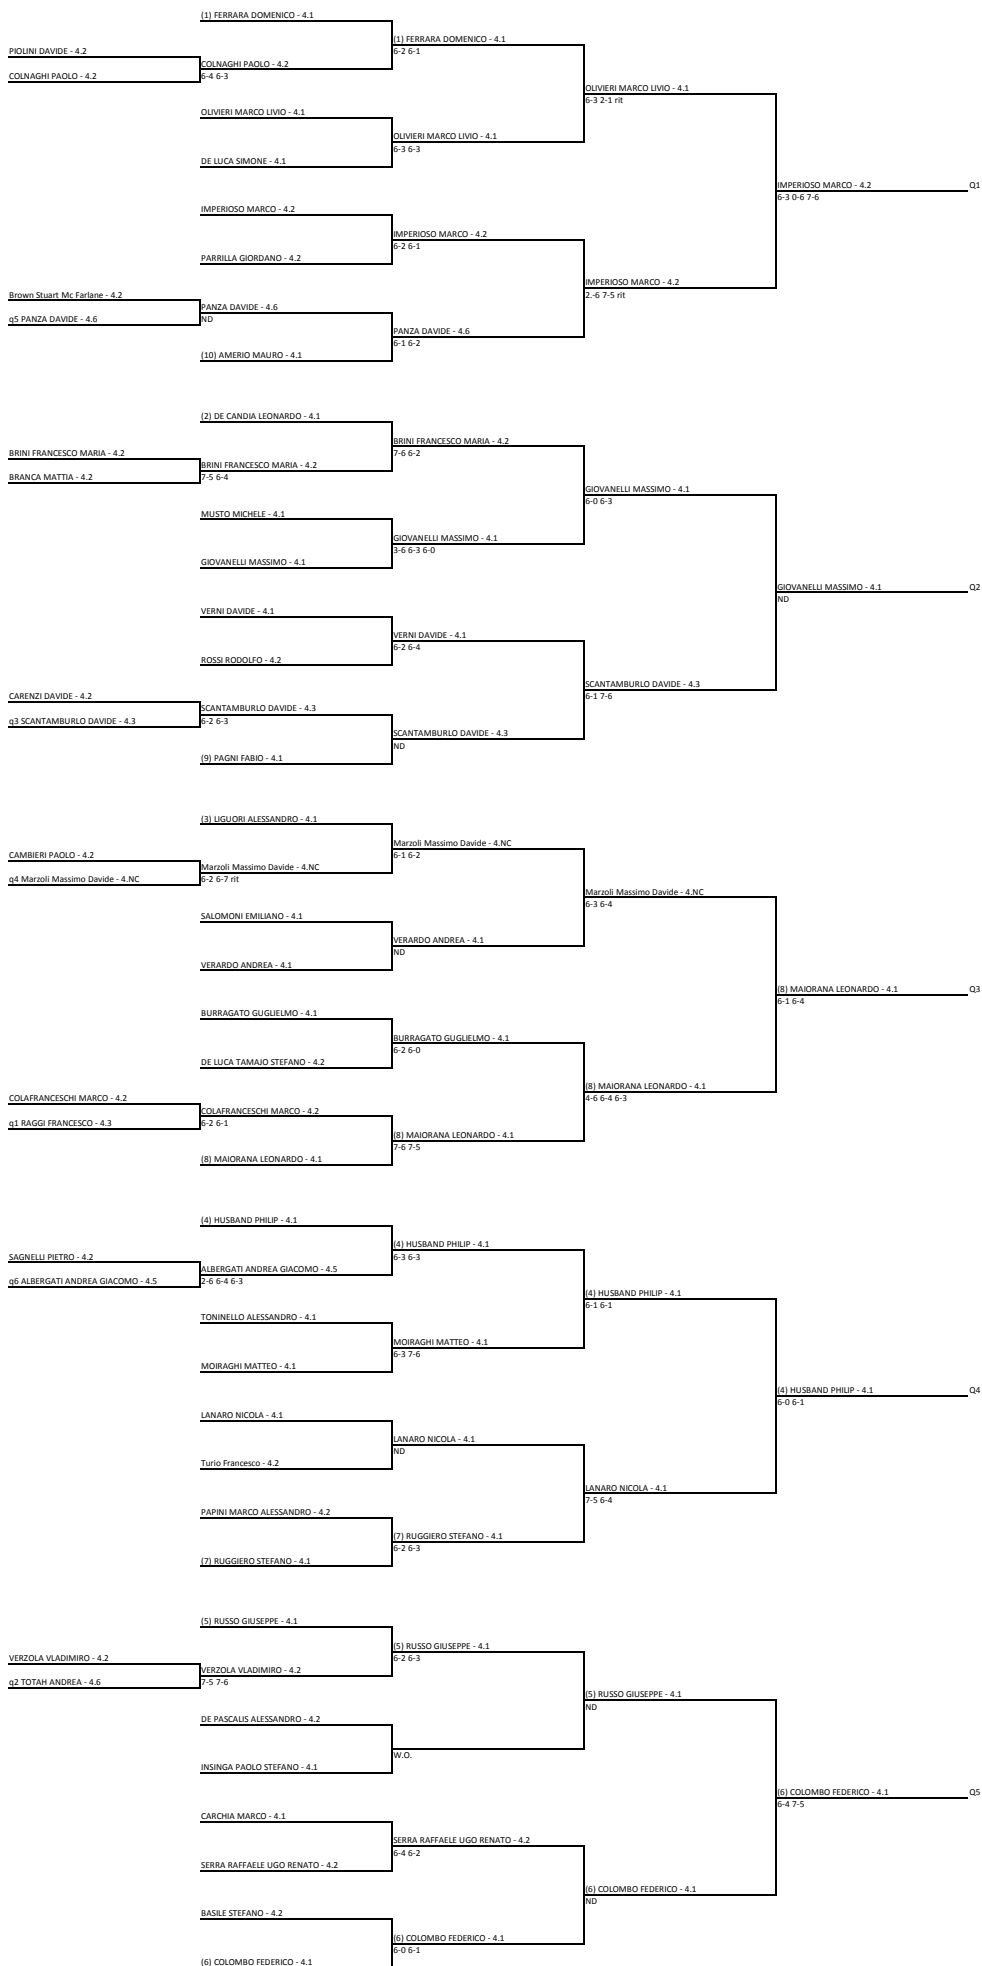 (1) FERRARA DOMENICO - 4.1
(1) FERRARA DOMENICO - 4.1
PIOLINI DAVIDE - 4.2
6-2 6-1
COLNAGHI PAOLO - 4.2
COLNAGHI PAOLO - 4.2
6-4 6-3
OLIVIERI MARCO LIVIO - 4.1
6-3 2-1 rit
OLIVIERI MARCO LIVIO - 4.1
OLIVIERI MARCO LIVIO - 4.1
6-3 6-3
DE LUCA SIMONE - 4.1
IMPERIOSO MARCO - 4.2
Q1
6-3 0-6 7-6
IMPERIOSO MARCO - 4.2
IMPERIOSO MARCO - 4.2
6-2 6-1
PARRILLA GIORDANO - 4.2
IMPERIOSO MARCO - 4.2
2.-6 7-5 rit
Brown Stuart Mc Farlane - 4.2
PANZA DAVIDE - 4.6
q5 PANZA DAVIDE - 4.6
ND
PANZA DAVIDE - 4.6
6-1 6-2
(10) AMERIO MAURO - 4.1
(2) DE CANDIA LEONARDO - 4.1
BRINI FRANCESCO MARIA - 4.2
BRINI FRANCESCO MARIA - 4.2
7-6 6-2
BRINI FRANCESCO MARIA - 4.2
BRANCA MATTIA - 4.2
7-5 6-4
GIOVANELLI MASSIMO - 4.1
6-0 6-3
MUSTO MICHELE - 4.1
GIOVANELLI MASSIMO - 4.1
3-6 6-3 6-0
GIOVANELLI MASSIMO - 4.1
GIOVANELLI MASSIMO - 4.1
Q2
ND
VERNI DAVIDE - 4.1
VERNI DAVIDE - 4.1
6-2 6-4
ROSSI RODOLFO - 4.2
SCANTAMBURLO DAVIDE - 4.3
6-1 7-6
CARENZI DAVIDE - 4.2
SCANTAMBURLO DAVIDE - 4.3
q3 SCANTAMBURLO DAVIDE - 4.3
6-2 6-3
SCANTAMBURLO DAVIDE - 4.3
ND
(9) PAGNI FABIO - 4.1
(3) LIGUORI ALESSANDRO - 4.1
Marzoli Massimo Davide - 4.NC
CAMBIERI PAOLO - 4.2
6-1 6-2
Marzoli Massimo Davide - 4.NC
q4 Marzoli Massimo Davide - 4.NC
6-2 6-7 rit
Marzoli Massimo Davide - 4.NC
6-3 6-4
SALOMONI EMILIANO - 4.1
VERARDO ANDREA - 4.1
ND
VERARDO ANDREA - 4.1
(8) MAIORANA LEONARDO - 4.1
Q3
6-1 6-4
BURRAGATO GUGLIELMO - 4.1
BURRAGATO GUGLIELMO - 4.1
6-2 6-0
DE LUCA TAMAJO STEFANO - 4.2
(8) MAIORANA LEONARDO - 4.1
4-6 6-4 6-3
COLAFRANCESCHI MARCO - 4.2
COLAFRANCESCHI MARCO - 4.2
q1 RAGGI FRANCESCO - 4.3
6-2 6-1
(8) MAIORANA LEONARDO - 4.1
7-6 7-5
(8) MAIORANA LEONARDO - 4.1
(4) HUSBAND PHILIP - 4.1
(4) HUSBAND PHILIP - 4.1
SAGNELLI PIETRO - 4.2
6-3 6-3
ALBERGATI ANDREA GIACOMO - 4.5
q6 ALBERGATI ANDREA GIACOMO - 4.5
2-6 6-4 6-3
(4) HUSBAND PHILIP - 4.1
6-1 6-1
TONINELLO ALESSANDRO - 4.1
MOIRAGHI MATTEO - 4.1
6-3 7-6
MOIRAGHI MATTEO - 4.1
(4) HUSBAND PHILIP - 4.1
Q4
6-0 6-1
LANARO NICOLA - 4.1
LANARO NICOLA - 4.1
ND
Turio Francesco - 4.2
LANARO NICOLA - 4.1
7-5 6-4
PAPINI MARCO ALESSANDRO - 4.2
(7) RUGGIERO STEFANO - 4.1
6-2 6-3
(7) RUGGIERO STEFANO - 4.1
(5) RUSSO GIUSEPPE - 4.1
(5) RUSSO GIUSEPPE - 4.1
VERZOLA VLADIMIRO - 4.2
6-2 6-3
VERZOLA VLADIMIRO - 4.2
q2 TOTAH ANDREA - 4.6
7-5 7-6
(5) RUSSO GIUSEPPE - 4.1
ND
DE PASCALIS ALESSANDRO - 4.2
W.O.
INSINGA PAOLO STEFANO - 4.1
(6) COLOMBO FEDERICO - 4.1
Q5
6-4 7-5
CARCHIA MARCO - 4.1
SERRA RAFFAELE UGO RENATO - 4.2
6-4 6-2
SERRA RAFFAELE UGO RENATO - 4.2
(6) COLOMBO FEDERICO - 4.1
ND
BASILE STEFANO - 4.2
(6) COLOMBO FEDERICO - 4.1
6-0 6-1
(6) COLOMBO FEDERICO - 4.1